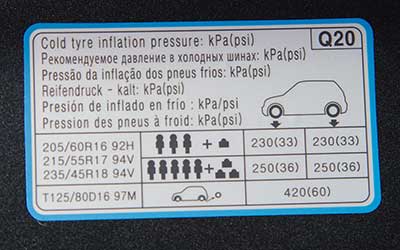 Cold tyre inflation pressure: kPa(psi) Q20
Рекомендуемое давление в холодных шинах: kPa(psi)
Pressão da inflação dos pneus frios: kPa(psi)
Reifendruck - kalt: kPa(psi)
Presión de inflado en frío : kPa/psi
Pression des pneus à froid : kPa/psi
205/60R16 92H 230(33) 230(33)
215/55R17 94V
235/45R18 94V 250(36) 250(36)
T125/80D16 97M 420(60)